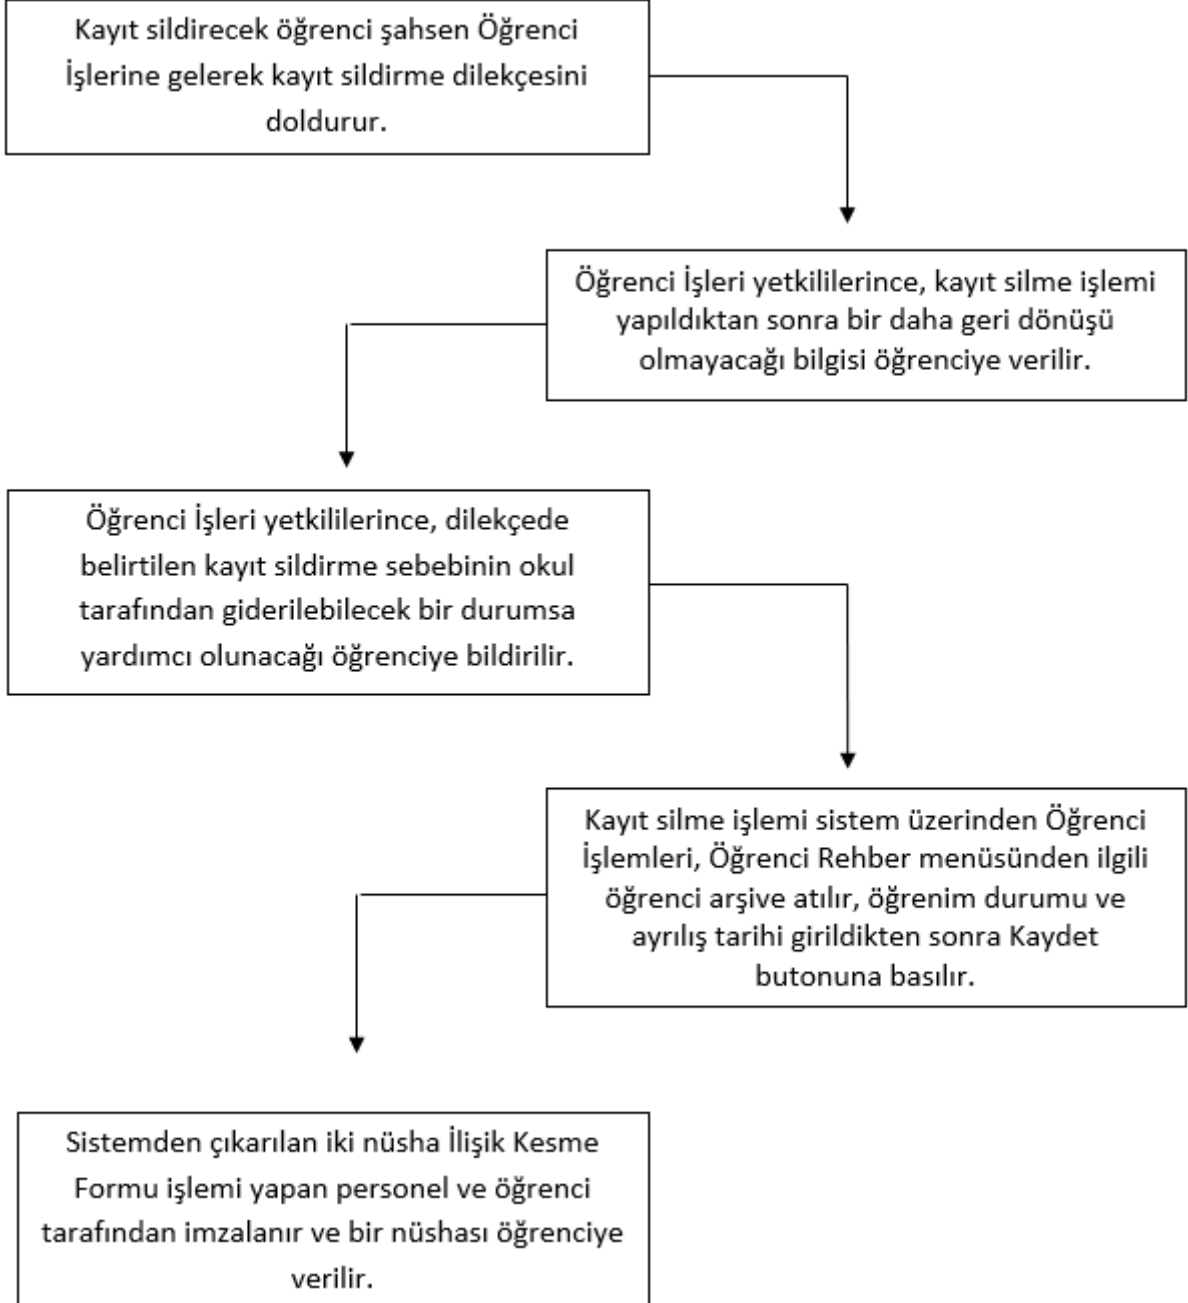 Kayıt sildirecek öğrenci şahsen Öğrenci
İşlerine gelerek kayıt sildirme dilekçesini
doldurur.
Öğrenci İşleri yetkililerince, kayıt silme işlemi
yapıldıktan sonra bir daha geri dönüşü
olmayacağı bilgisi öğrenciye verilir.
Öğrenci İşleri yetkililerince, dilekçede
belirtilen kayıt sildirme sebebinin okul
tarafından giderilebilecek bir durumsa
yardımcı olunacağı öğrenciye bildirilir.
Kayıt silme işlemi sistem üzerinden Öğrenci
İşlemleri, Öğrenci Rehber menüsünden ilgili
öğrenci arşive atılır, öğrenim durumu ve
ayrılış tarihi girildikten sonra Kaydet
butonuna basılır.
Sistemden çıkarılan iki nüsha İlişik Kesme
Formu işlemi yapan personel ve öğrenci
tarafından imzalanır ve bir nüshası öğrenciye
verilir.